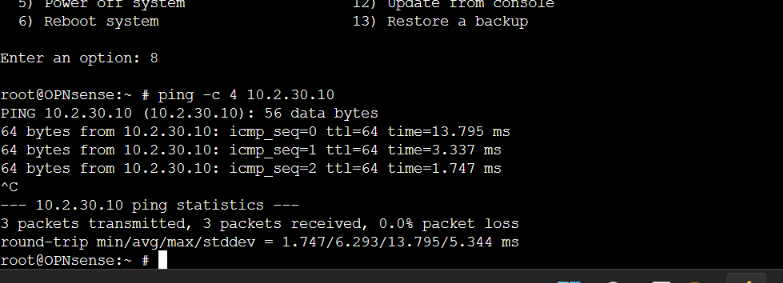 5) Power off system 12) Update from console
6) Reboot system 13) Restore a backup
Enter an option: 8
root@OPNsense:~ # ping -c 4 10.2.30.10
PING 10.2.30.10 (10.2.30.10): 56 data bytes
64 bytes from 10.2.30.10: icmp_seq=0 ttl=64 time=13.795 ms
64 bytes from 10.2.30.10: icmp_seq=1 ttl=64 time=3.337 ms
64 bytes from 10.2.30.10: icmp_seq=2 ttl=64 time=1.747 ms
^C
--- 10.2.30.10 ping statistics ---
3 packets transmitted, 3 packets received, 0.0% packet loss
round-trip min/avg/max/stddev = 1.747/6.293/13.795/5.344 ms
root@OPNsense:~ #